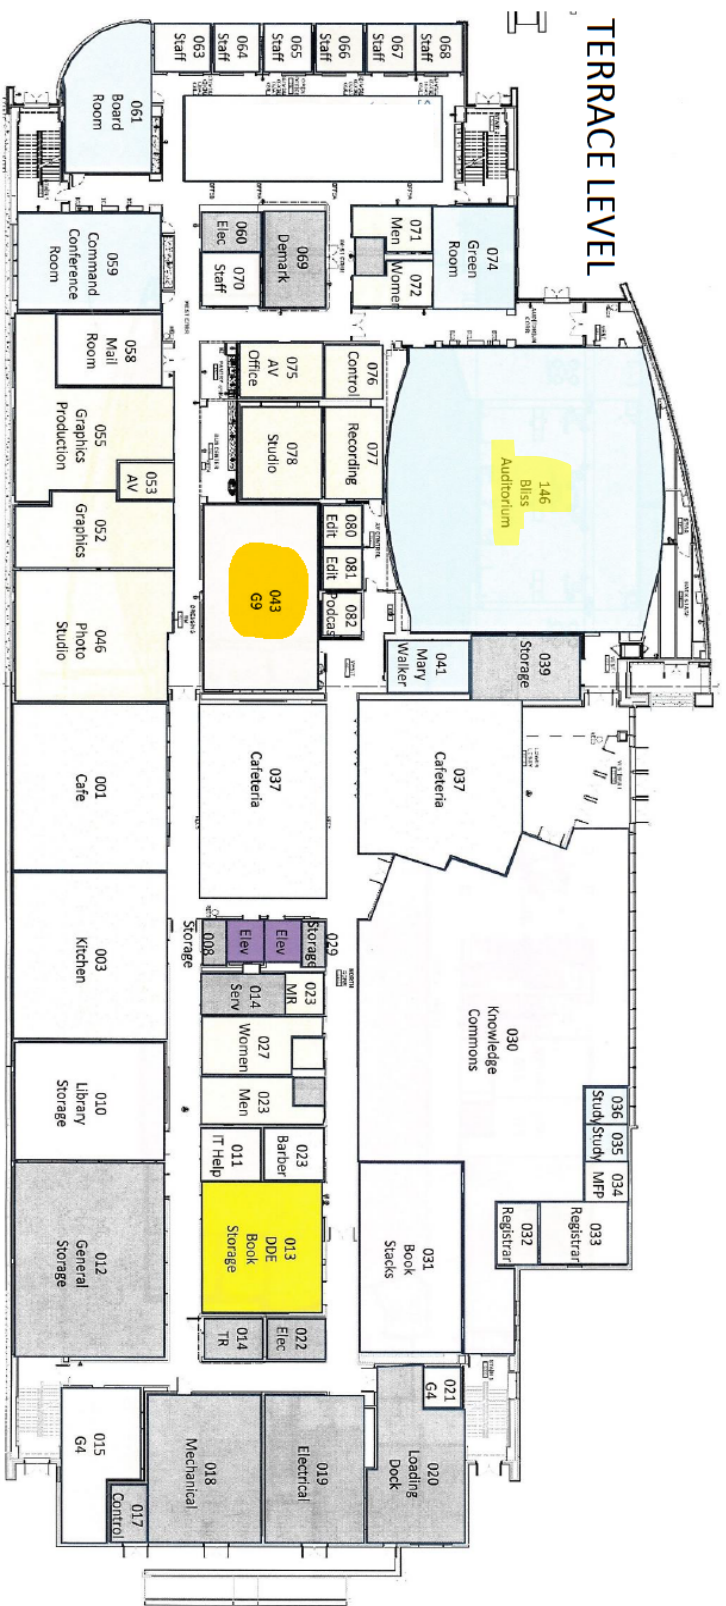 TERRACE LEVEL
063
Staff
064
Staff
065
Staff
066
Staff
067
Staff
068
Staff
061
Board
Room
059
Command
Conference
Room
060
Elec
070
Staff
069
Demark
071
Men
072
Women
074
Green
Room
058
Mail
Room
055
Graphics
Production
053
AV
052
Graphics
046
Photo
Studio
075
AV
Office
076
Control
078
Studio
077
Recording
080
Edit
081
Edit
082
Podcas
043
G9
146
Bliss
Auditorium
041
Mary
Walker
039
Storage
001
Cafe
037
Cafeteria
037
Cafeteria
003
Kitchen
008
Storage
Elev
Elev
029
Storage
014
Serv
023
MR
027
Women
023
Men
030
Knowledge
Commons
010
Library
Storage
011
IT Help
023
Barber
036
Study
035
Study
034
MFP
033
Registrar
032
Registrar
031
Book
Stacks
012
General
Storage
013
DDE
Book
Storage
014
TR
022
Elec
015
G4
017
Control
018
Mechanical
019
Electrical
020
Loading
Dock
021
G4